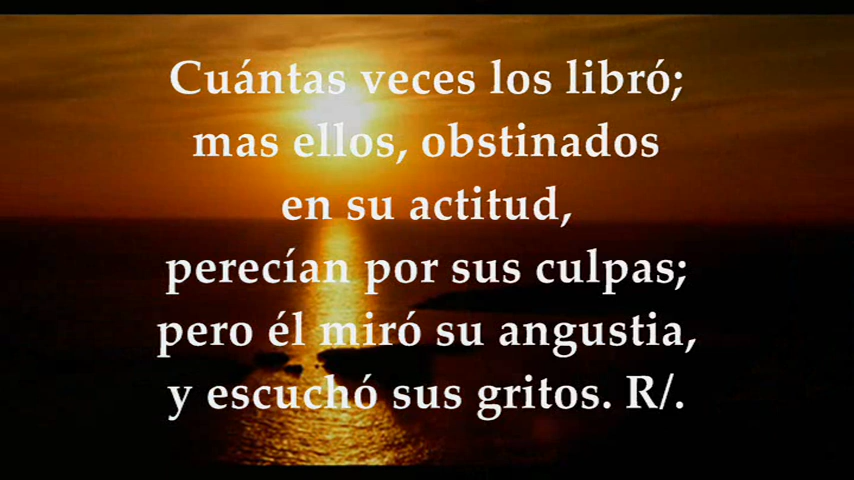 Cuántas veces los libró;
mas ellos, obstinados
en su actitud,
perecían por sus culpas;
pero él miró su angustia,
y escuchó sus gritos. R/.